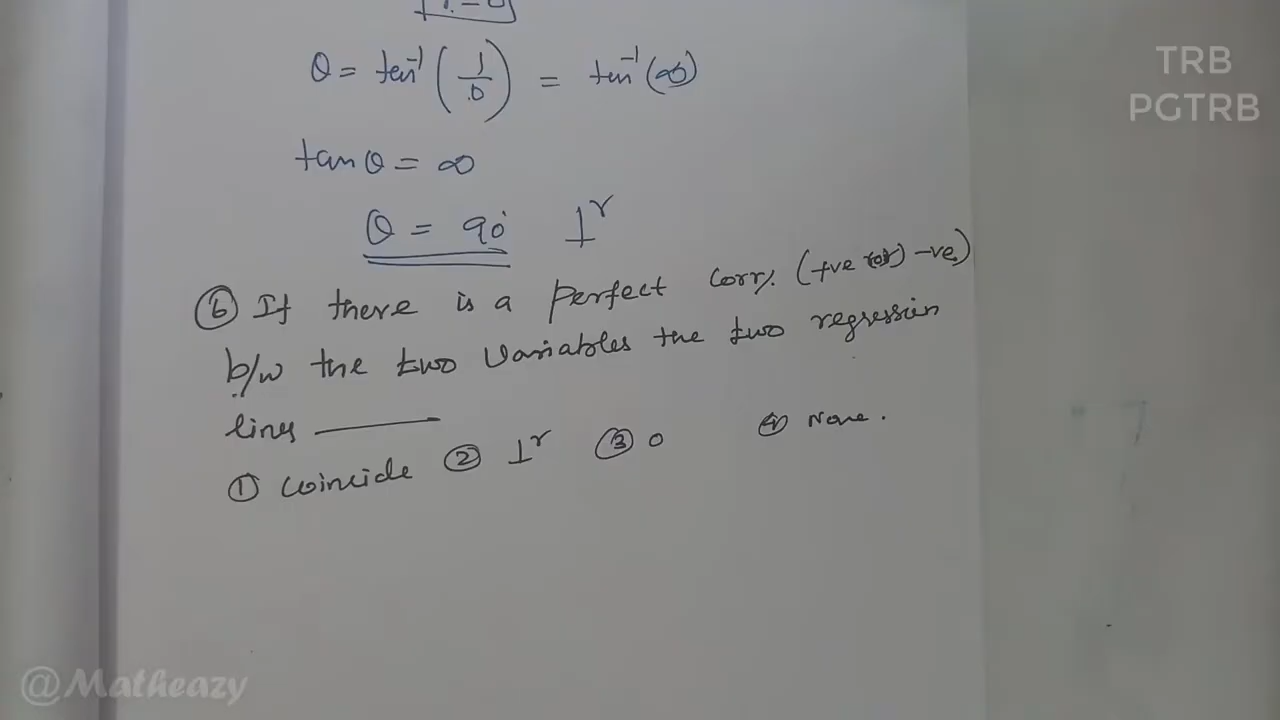 θ = tan⁻¹(1/0) = tan⁻¹(∞)
tan θ = ∞
θ = 90° ⊥r
⑥ If there is a perfect corr. (+ve (or) -ve)
b/w the two variables the two regression
lines ———
① coincide ② ⊥r ③ 0 ④ None.
TRB
PGTRB
@Matheazy